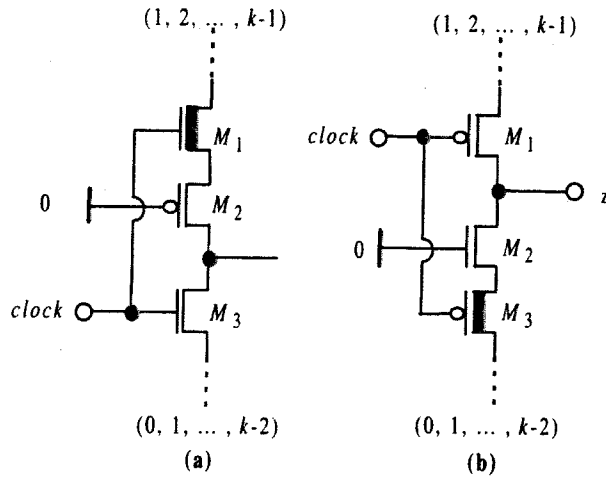 (1, 2, ... , k-1)
M1
0
M2
clock
M3
(0, 1, ... , k-2)
(a)
(1, 2, ... , k-1)
clock
M1
z
0
M2
M3
(0, 1, ... , k-2)
(b)